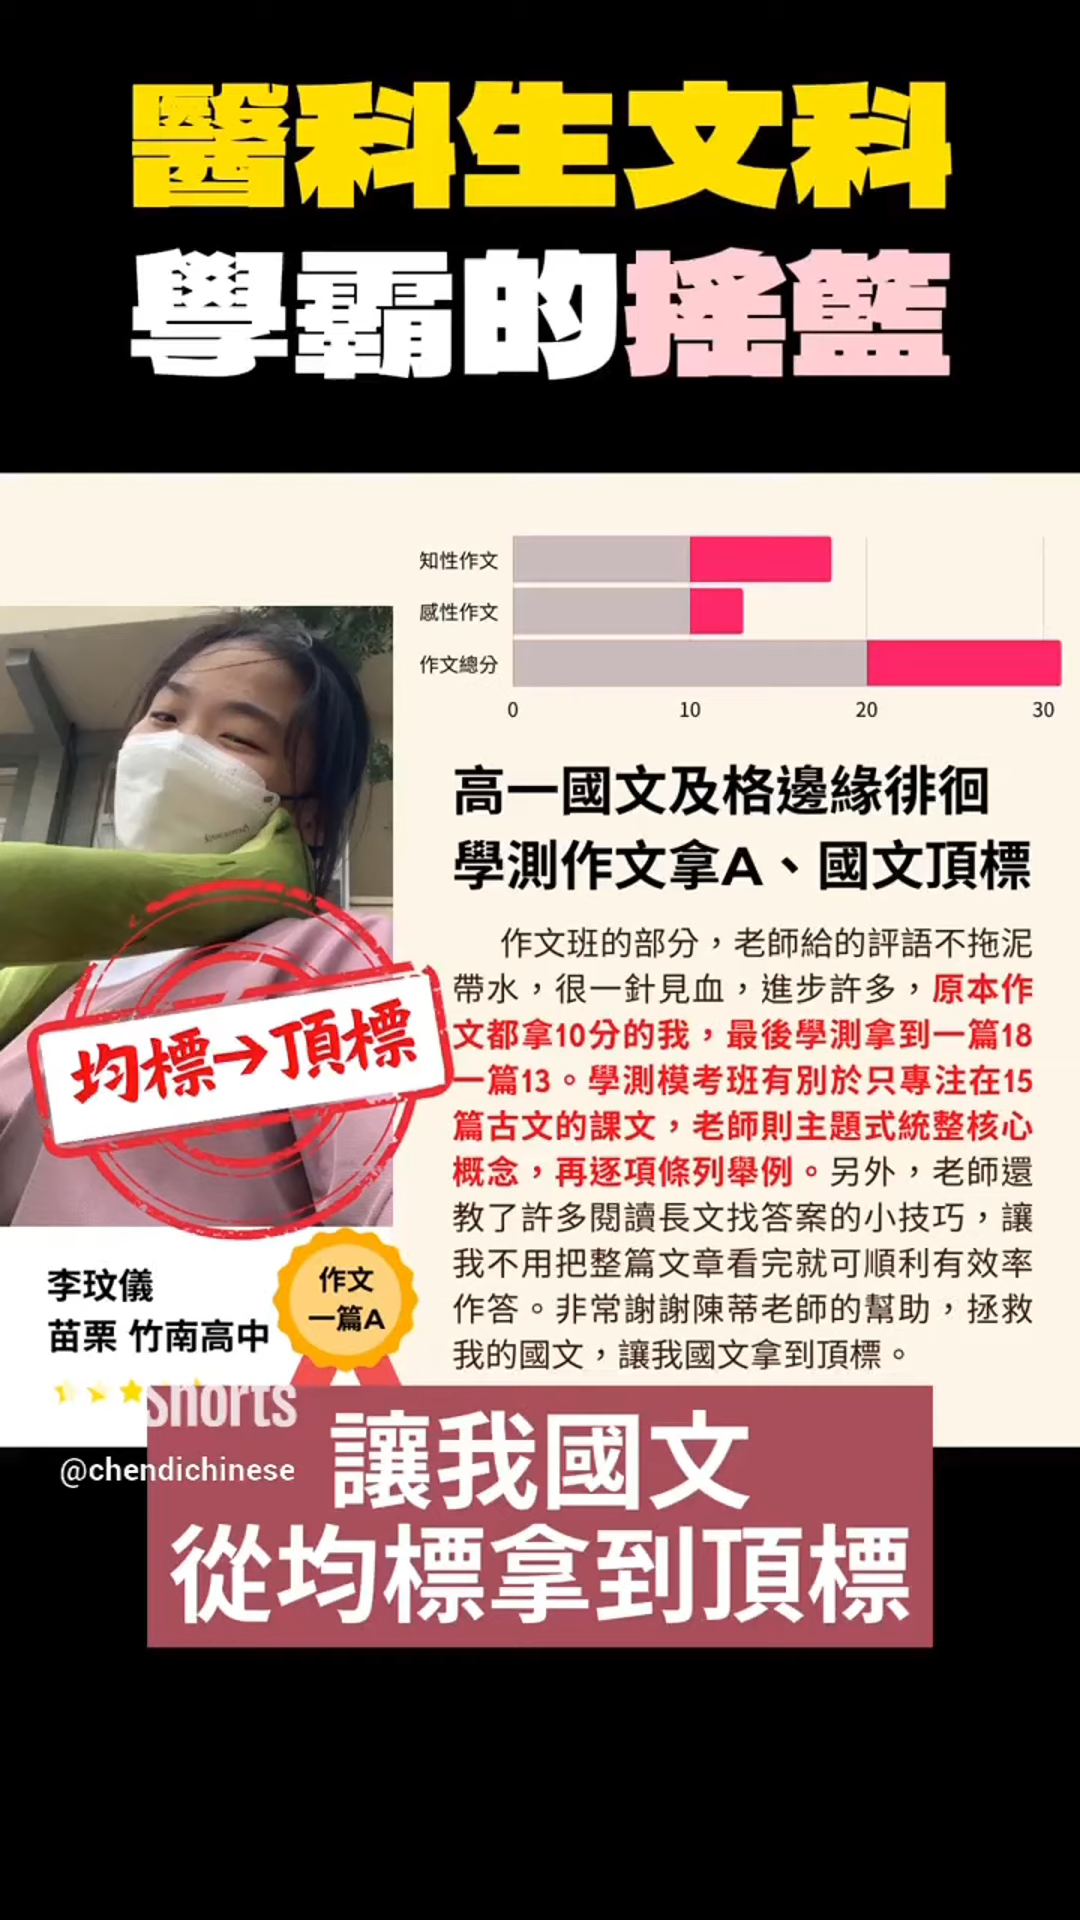 醫科生文科
學霸的搖籃
知性作文
感性作文
作文總分
0 10 20 30
高一國文及格邊緣徘徊
學測作文拿A、國文頂標
作文班的部分，老師給的評語不拖泥
帶水，很一針見血，進步許多，原本作
文都拿10分的我，最後學測拿到一篇18
一篇13。學測模考班有別於只專注在15
篇古文的課文，老師則主題式統整核心
概念，再逐項條列舉例。另外，老師還
教了許多閱讀長文找答案的小技巧，讓
我不用把整篇文章看完就可順利有效率
作答。非常謝謝陳蒂老師的幫助，拯救
我的國文，讓我國文拿到頂標。
均標→頂標
李玟儀
苗栗 竹南高中
作文
一篇A
Shorts
@chendichinese
讓我國文
從均標拿到頂標